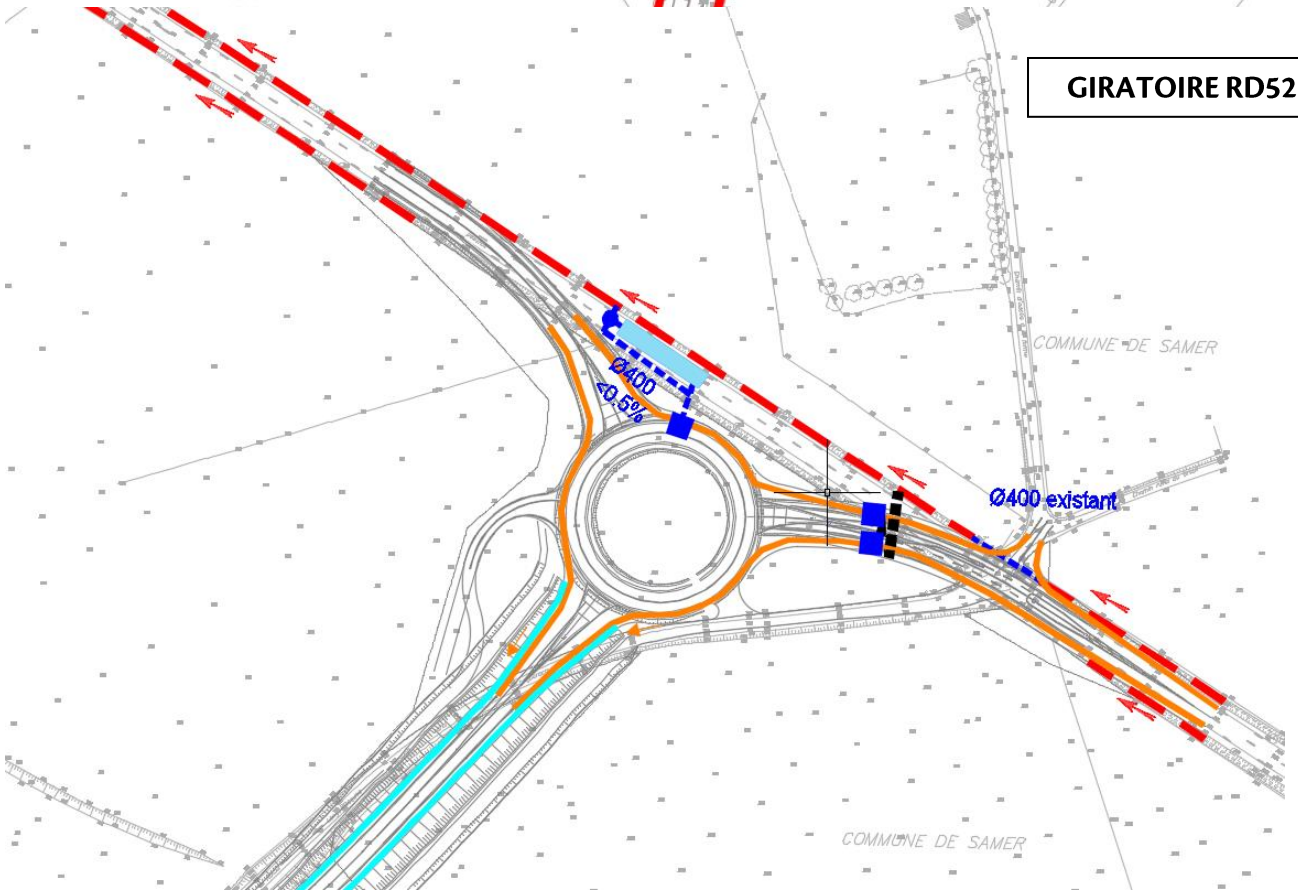 GIRATOIRE RD52
COMMUNE DE SAMER
Ø400
<0.5%
Ø400 existant
COMMUNE DE SAMER